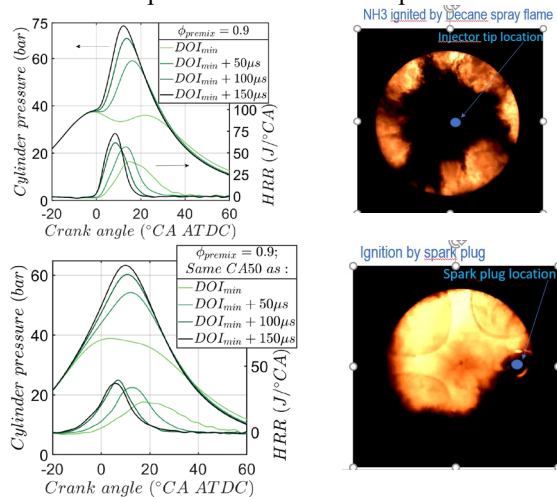 75
60
40
20
0
Cylinder pressure (bar)
ϕpremix = 0.9
DOImin
DOImin + 50μs
DOImin + 100μs
DOImin + 150μs
100
75
50
25
0
HRR (J/°CA)
-20 0 20 40 60
Crank angle (°CA ATDC)
NH3 ignited by Decane spray flame
Injector tip location
60
40
20
0
Cylinder pressure (bar)
ϕpremix = 0.9;
Same CA50 as :
DOImin
DOImin + 50μs
DOImin + 100μs
DOImin + 150μs
50
0
HRR (J/°CA)
-20 0 20 40 60
Crank angle (°CA ATDC)
Ignition by spark plug
Spark plug location